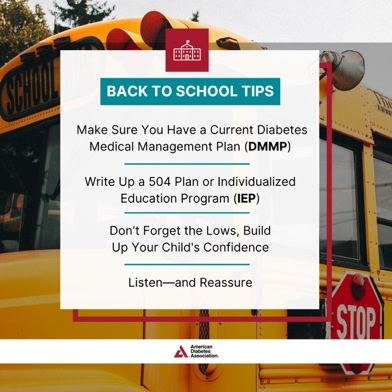 SCHOOL
BACK TO SCHOOL TIPS
Make Sure You Have a Current Diabetes
Medical Management Plan (DMMP)
Write Up a 504 Plan or Individualized
Education Program (IEP)
Don't Forget the Lows, Build
Up Your Child's Confidence
Listen—and Reassure
STOP
American
Diabetes
Association.